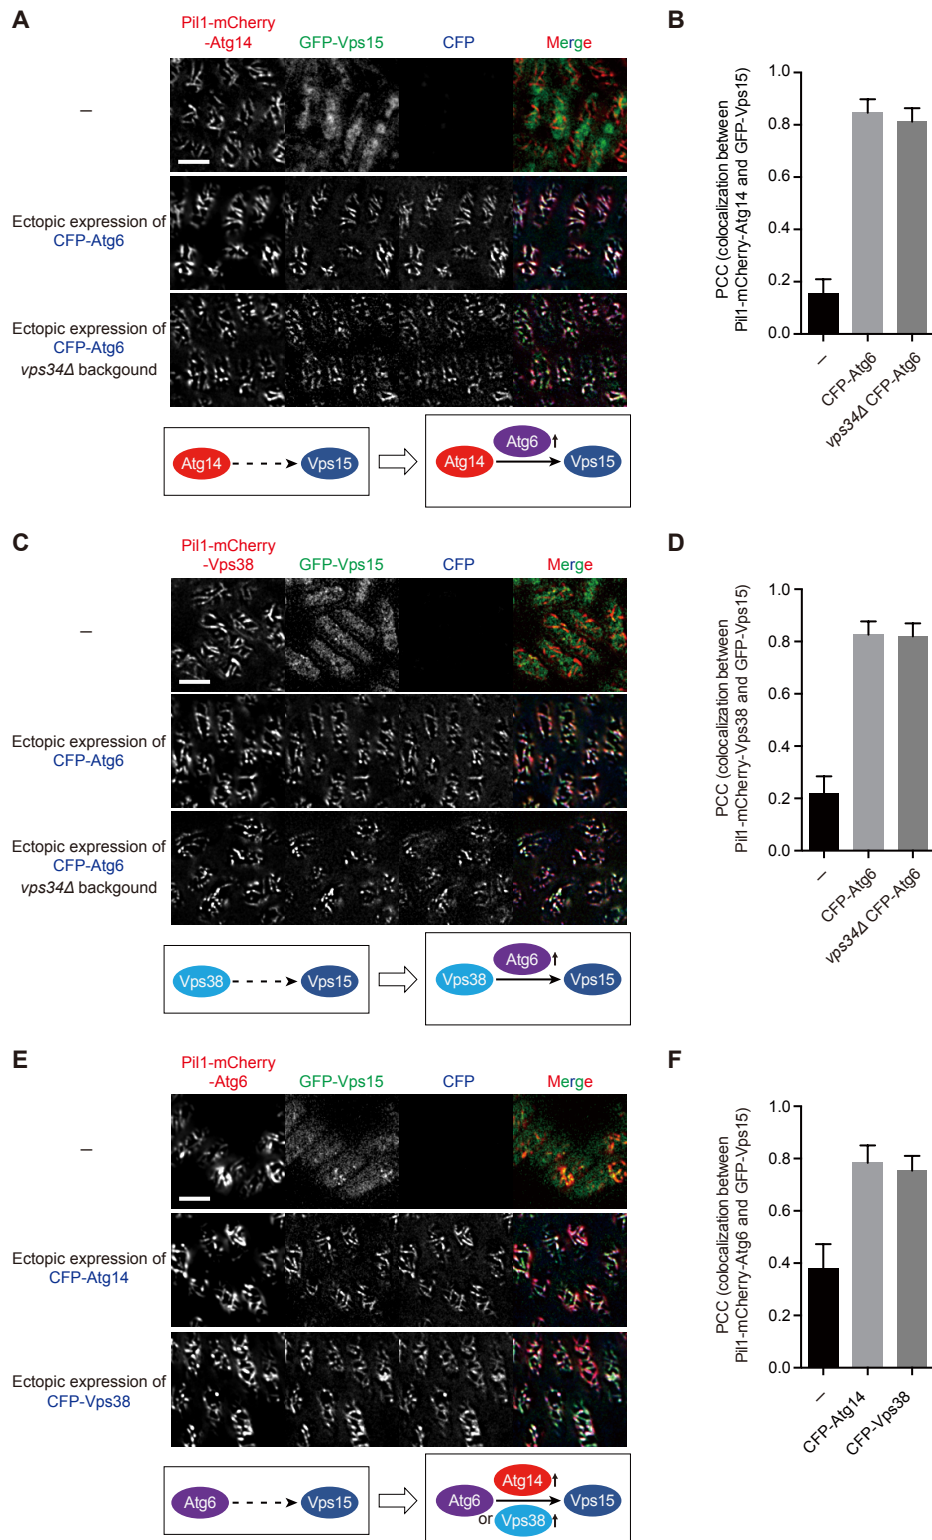 A
Pil1-mCherry
-Atg14
GFP-Vps15
CFP
Merge
–
Ectopic expression of
CFP-Atg6
Ectopic expression of
CFP-Atg6
vps34Δ backgound
Atg14
Vps15
Atg6
Atg14
Vps15
B
PCC (colocalization between
Pil1-mCherry-Atg14 and GFP-Vps15)
1.0
0.8
0.6
0.4
0.2
0.0
–
CFP-Atg6
vps34Δ CFP-Atg6
C
Pil1-mCherry
-Vps38
GFP-Vps15
CFP
Merge
–
Ectopic expression of
CFP-Atg6
Ectopic expression of
CFP-Atg6
vps34Δ backgound
Vps38
Vps15
Atg6
Vps38
Vps15
D
PCC (colocalization between
Pil1-mCherry-Vps38 and GFP-Vps15)
1.0
0.8
0.6
0.4
0.2
0.0
–
CFP-Atg6
vps34Δ CFP-Atg6
E
Pil1-mCherry
-Atg6
GFP-Vps15
CFP
Merge
–
Ectopic expression of
CFP-Atg14
Ectopic expression of
CFP-Vps38
Atg6
Vps15
Atg14
Atg6
Vps15
or Vps38
F
PCC (colocalization between
Pil1-mCherry-Atg6 and GFP-Vps15)
1.0
0.8
0.6
0.4
0.2
0.0
–
CFP-Atg14
CFP-Vps38